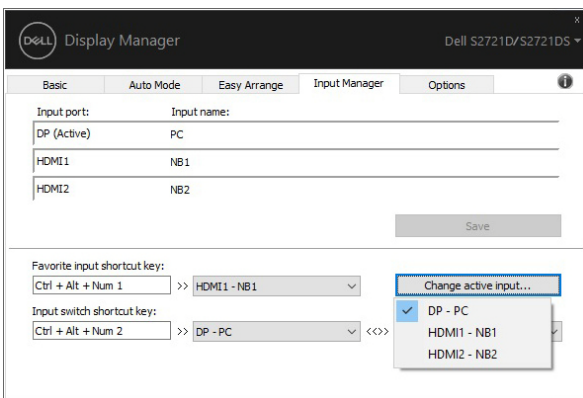 x
DELL Display Manager Dell S2721D/S2721DS
Basic Auto Mode Easy Arrange Input Manager Options
Input port: Input name:
DP (Active) PC
HDMI1 NB1
HDMI2 NB2
Save
Favorite input shortcut key:
Ctrl + Alt + Num 1 >> HDMI1 - NB1 Change active input...
Input switch shortcut key:
Ctrl + Alt + Num 2 >> DP - PC <<>>
DP - PC
HDMI1 - NB1
HDMI2 - NB2